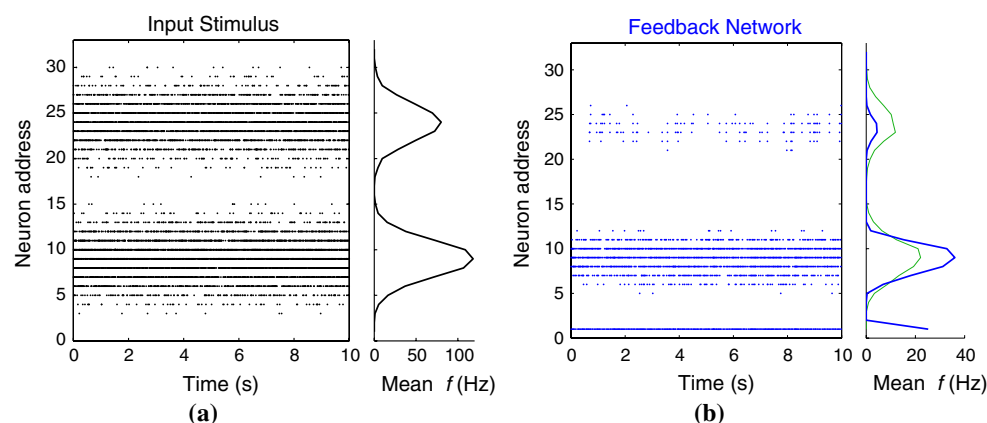 Input Stimulus
Neuron address
30
25
20
15
10
5
0
0 2 4 6 8 10
Time (s)
0 50 100
Mean f (Hz)
(a)
Feedback Network
Neuron address
30
25
20
15
10
5
0
0 2 4 6 8 10
Time (s)
0 20 40
Mean f (Hz)
(b)